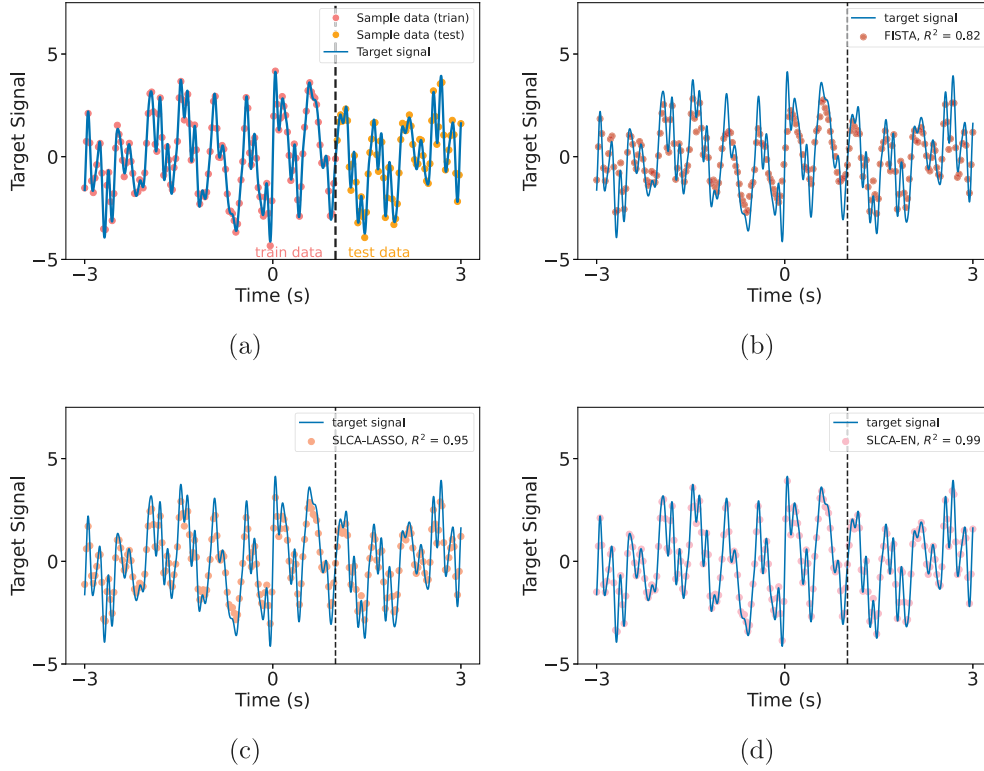 Sample data (trian)
Sample data (test)
Target signal
5
0
−5
Target Signal
train data
test data
−3
0
3
Time (s)
(a)
target signal
FISTA, R² = 0.82
5
0
−5
Target Signal
−3
0
3
Time (s)
(b)
target signal
SLCA-LASSO, R² = 0.95
5
0
−5
Target Signal
−3
0
3
Time (s)
(c)
target signal
SLCA-EN, R² = 0.99
5
0
−5
Target Signal
−3
0
3
Time (s)
(d)